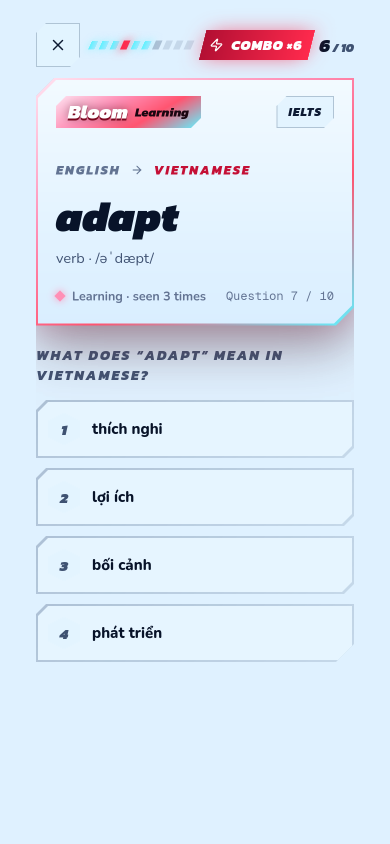 × COMBO ×6 6 / 10
Bloom Learning IELTS
ENGLISH → VIETNAMESE
adapt
verb · /əˈdæpt/
Learning · seen 3 times Question 7 / 10
WHAT DOES "ADAPT" MEAN IN
VIETNAMESE?
1 thích nghi
2 lợi ích
3 bối cảnh
4 phát triển